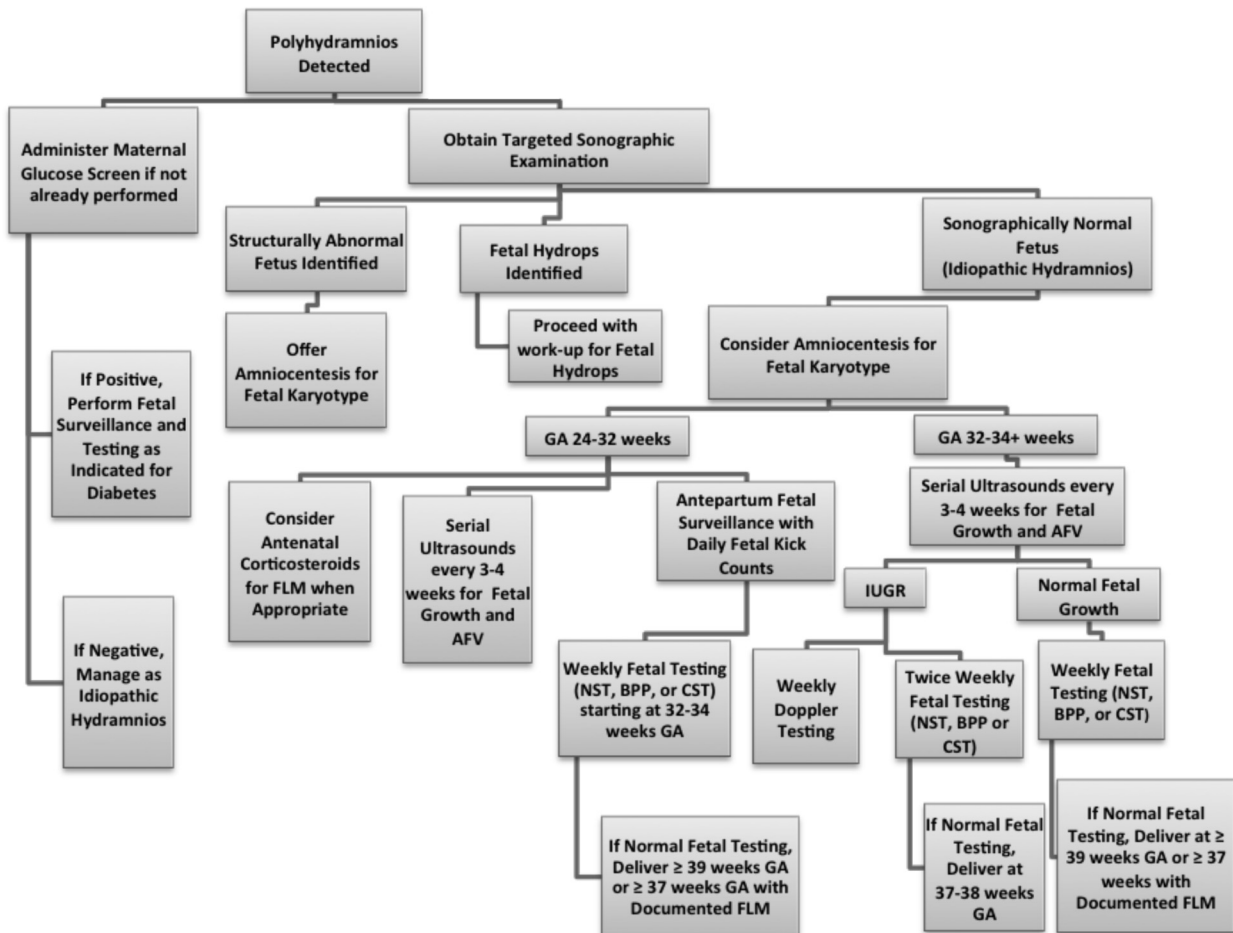 Polyhydramnios
Detected
Administer Maternal
Glucose Screen if not
already performed
Obtain Targeted Sonographic
Examination
Structurally Abnormal
Fetus Identified
Fetal Hydrops
Identified
Sonographically Normal
Fetus
(Idiopathic Hydramnios)
Offer
Amniocentesis for
Fetal Karyotype
Proceed with
work-up for Fetal
Hydrops
Consider Amniocentesis for
Fetal Karyotype
If Positive,
Perform Fetal
Surveillance and
Testing as
Indicated for
Diabetes
If Negative,
Manage as
Idiopathic
Hydramnios
GA 24-32 weeks
GA 32-34+ weeks
Consider
Antenatal
Corticosteroids
for FLM when
Appropriate
Serial
Ultrasounds
every 3-4
weeks for Fetal
Growth and
AFV
Antepartum Fetal
Surveillance with
Daily Fetal Kick
Counts
Serial Ultrasounds every
3-4 weeks for Fetal
Growth and AFV
IUGR
Normal Fetal
Growth
Weekly Fetal Testing
(NST, BPP, or CST)
starting at 32-34
weeks GA
Weekly
Doppler
Testing
Twice Weekly
Fetal Testing
(NST, BPP or
CST)
Weekly Fetal
Testing (NST,
BPP, or CST)
If Normal Fetal Testing,
Deliver ≥ 39 weeks GA
or ≥ 37 weeks GA with
Documented FLM
If Normal Fetal
Testing,
Deliver at
37-38 weeks
GA
If Normal Fetal
Testing, Deliver at ≥
39 weeks GA or ≥ 37
weeks with
Documented FLM